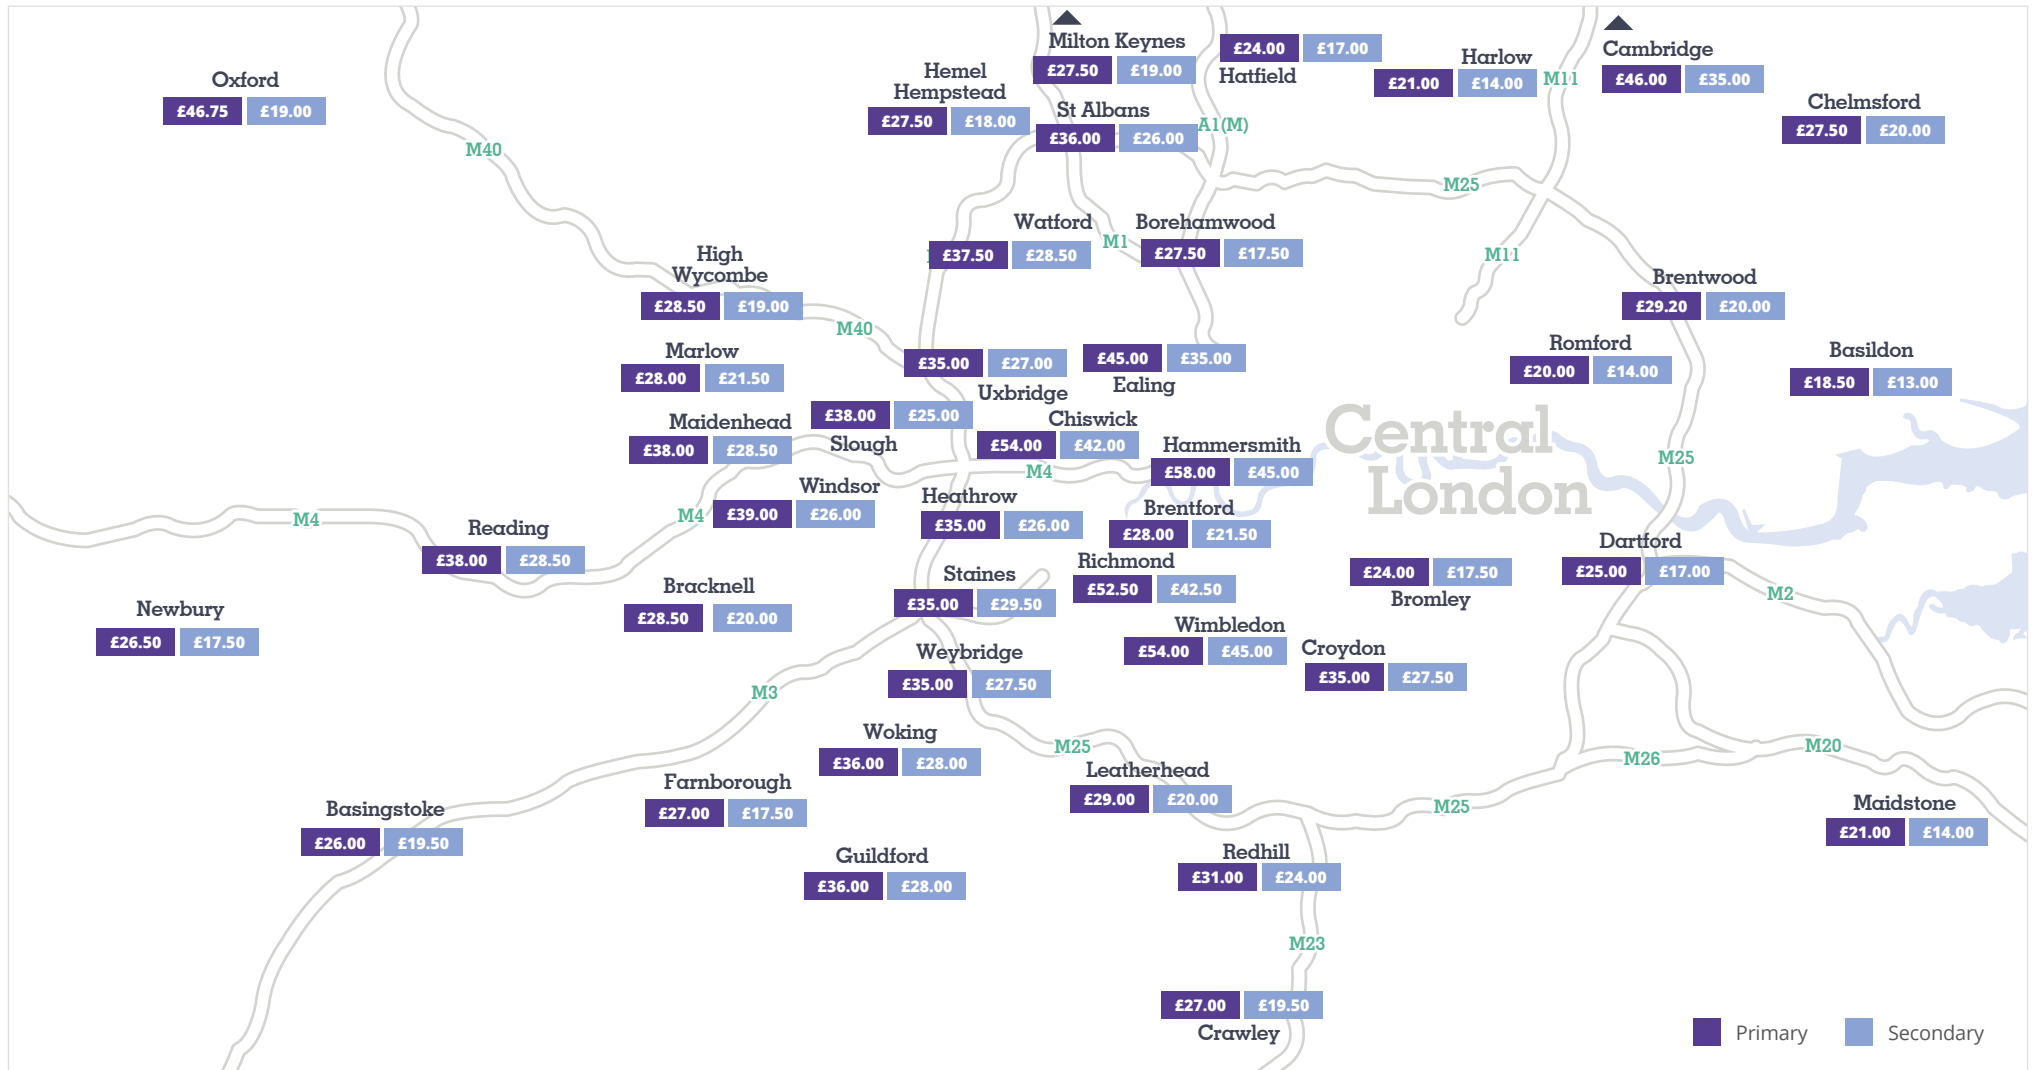 Milton Keynes
£27.50 £19.00
£24.00 £17.00
Hatfield
Harlow
£21.00 £14.00
M11
Cambridge
£46.00 £35.00
Oxford
£46.75 £19.00
Hemel
Hempstead
£27.50 £18.00
St Albans
£36.00 £26.00
A1(M)
Chelmsford
£27.50 £20.00
M40
M25
Watford
£37.50 £28.50
M1
Borehamwood
£27.50 £17.50
M11
High
Wycombe
£28.50 £19.00
M40
Brentwood
£29.20 £20.00
Marlow
£28.00 £21.50
£35.00 £27.00
Uxbridge
£45.00 £35.00
Ealing
Romford
£20.00 £14.00
Basildon
£18.50 £13.00
Maidenhead
£38.00 £28.50
£38.00 £25.00
Slough
Chiswick
£54.00 £42.00
M4
Hammersmith
£58.00 £45.00
Central
London
M25
Windsor
£39.00 £26.00
M4
Heathrow
£35.00 £26.00
Brentford
£28.00 £21.50
M4
Reading
£38.00 £28.50
Richmond
£52.50 £42.50
£24.00 £17.50
Bromley
Dartford
£25.00 £17.00
M2
Newbury
£26.50 £17.50
Bracknell
£28.50 £20.00
Staines
£35.00 £29.50
Wimbledon
£54.00 £45.00
Croydon
£35.00 £27.50
Weybridge
£35.00 £27.50
M3
Woking
£36.00 £28.00
M25
Leatherhead
£29.00 £20.00
M26
M20
Farnborough
£27.00 £17.50
M25
Basingstoke
£26.00 £19.50
Maidstone
£21.00 £14.00
Guildford
£36.00 £28.00
Redhill
£31.00 £24.00
M23
£27.00 £19.50
Crawley
Primary Secondary